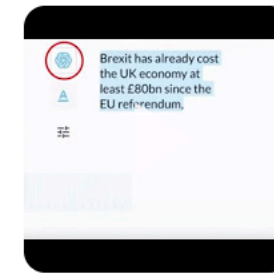 Brexit has already cost
the UK economy at
least £80bn since the
EU referendum,